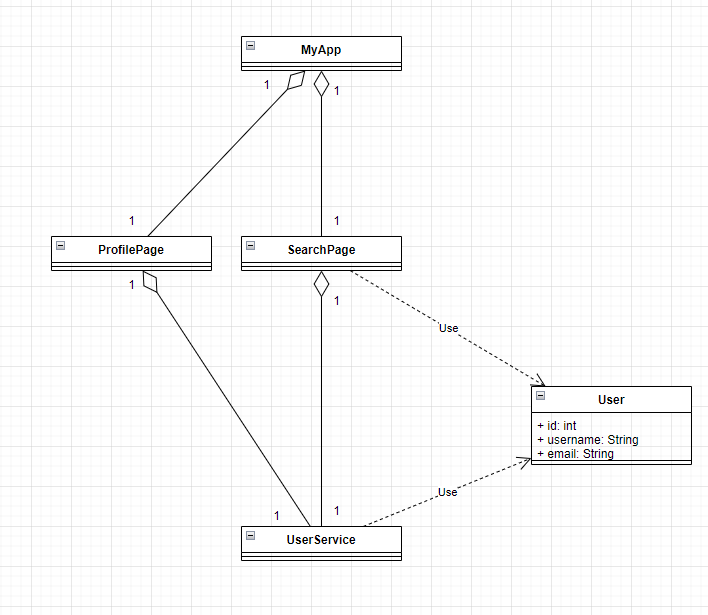 MyApp
1
1
1
1
ProfilePage
SearchPage
1
1
Use
User
+ id: int
+ username: String
+ email: String
Use
1
1
UserService